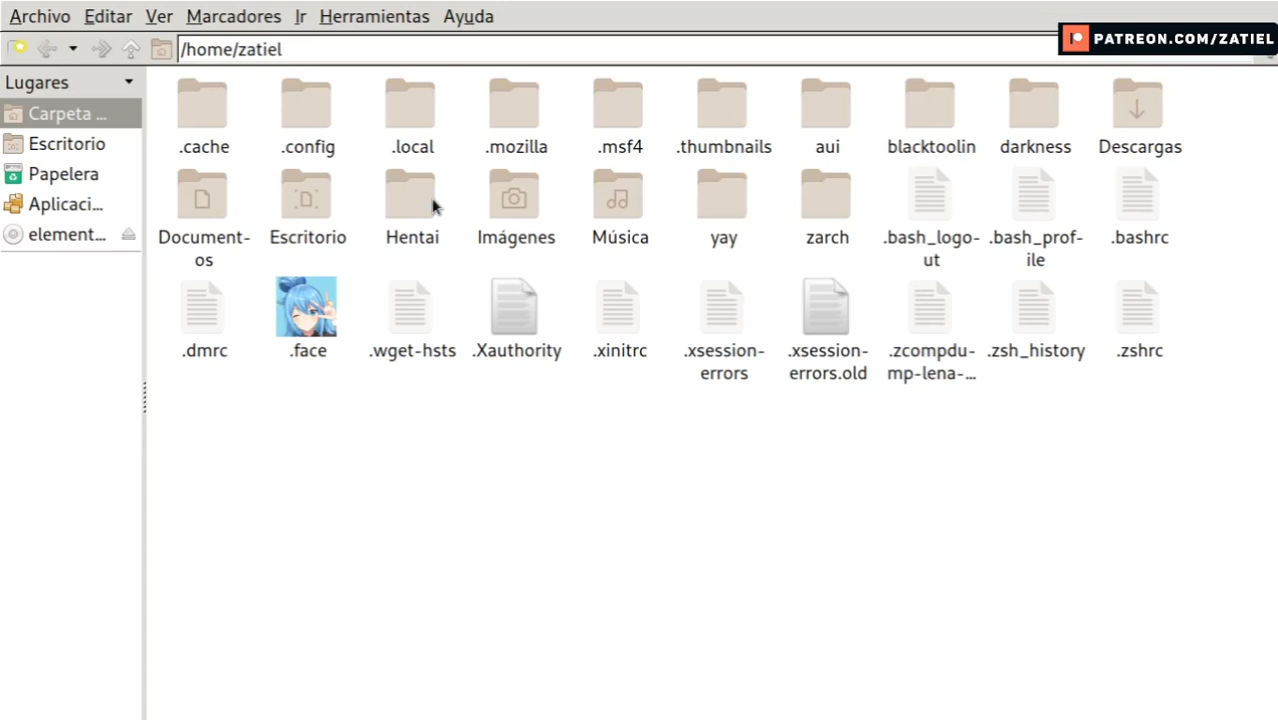 Archivo Editar Ver Marcadores Ir Herramientas Ayuda
/home/zatiel
PATREON.COM/ZATIEL
Lugares
Carpeta ...
Escritorio
Papelera
Aplicaci...
element...
.cache .config .local .mozilla .msf4 .thumbnails aui blacktoolin darkness Descargas
Document-
os
Escritorio Hentai Imágenes Música yay zarch
.bash_logo-
ut
.bash_prof-
ile
.bashrc
.dmrc .face .wget-hsts .Xauthority .xinitrc
.xsession-
errors
.xsession-
errors.old
.zcompdu-
mp-lena-...
.zsh_history .zshrc